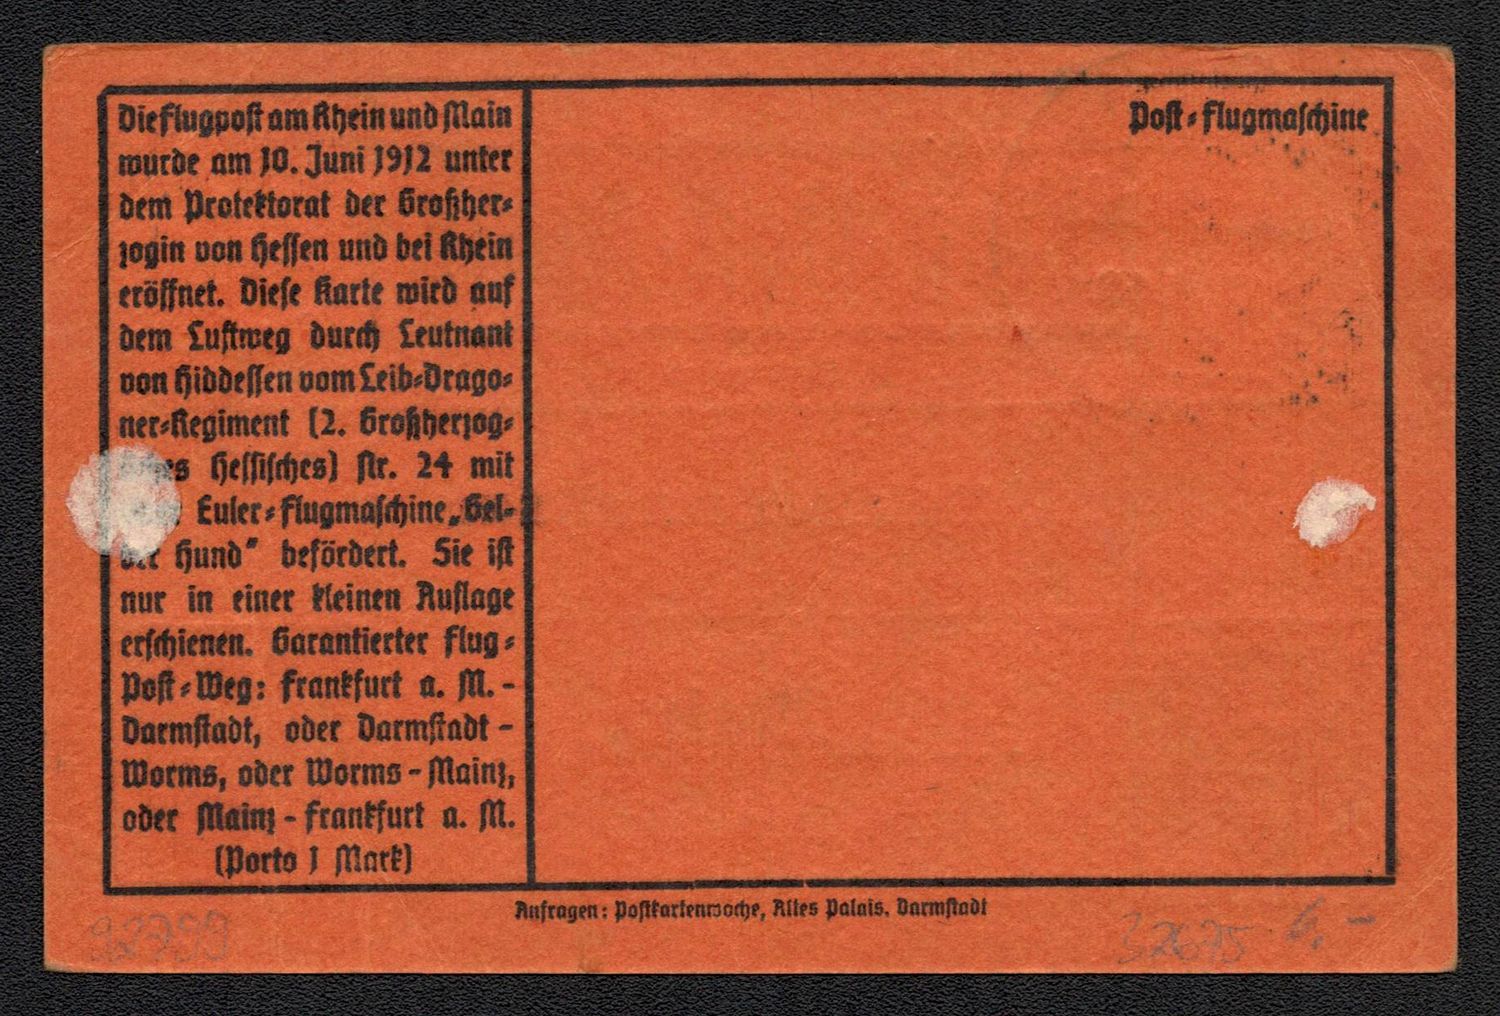 Die Flugpost am Rhein und Main
wurde am 10. Juni 1912 unter
dem Protektorat der Großher-
zogin von Hessen und bei Rhein
eröffnet. Diese Karte wird auf
dem Luftweg durch Leutnant
von Hiddessen vom Leib-Drago-
ner-Regiment (2. Großherzog-
Hessisches) Nr. 24 mit
Euler-Flugmaschine „Gel-
Hund" befördert. Sie ist
nur in einer kleinen Auflage
erschienen. Garantierter Flug-
Post-Weg: Frankfurt a. M. -
Darmstadt, oder Darmstadt -
Worms, oder Worms - Mainz,
oder Mainz - Frankfurt a. M.
(Porto 1 Mark)
Post-Flugmaschine
Anfragen: Postkartenwoche, Altes Palais. Darmstadt
32675 6,-